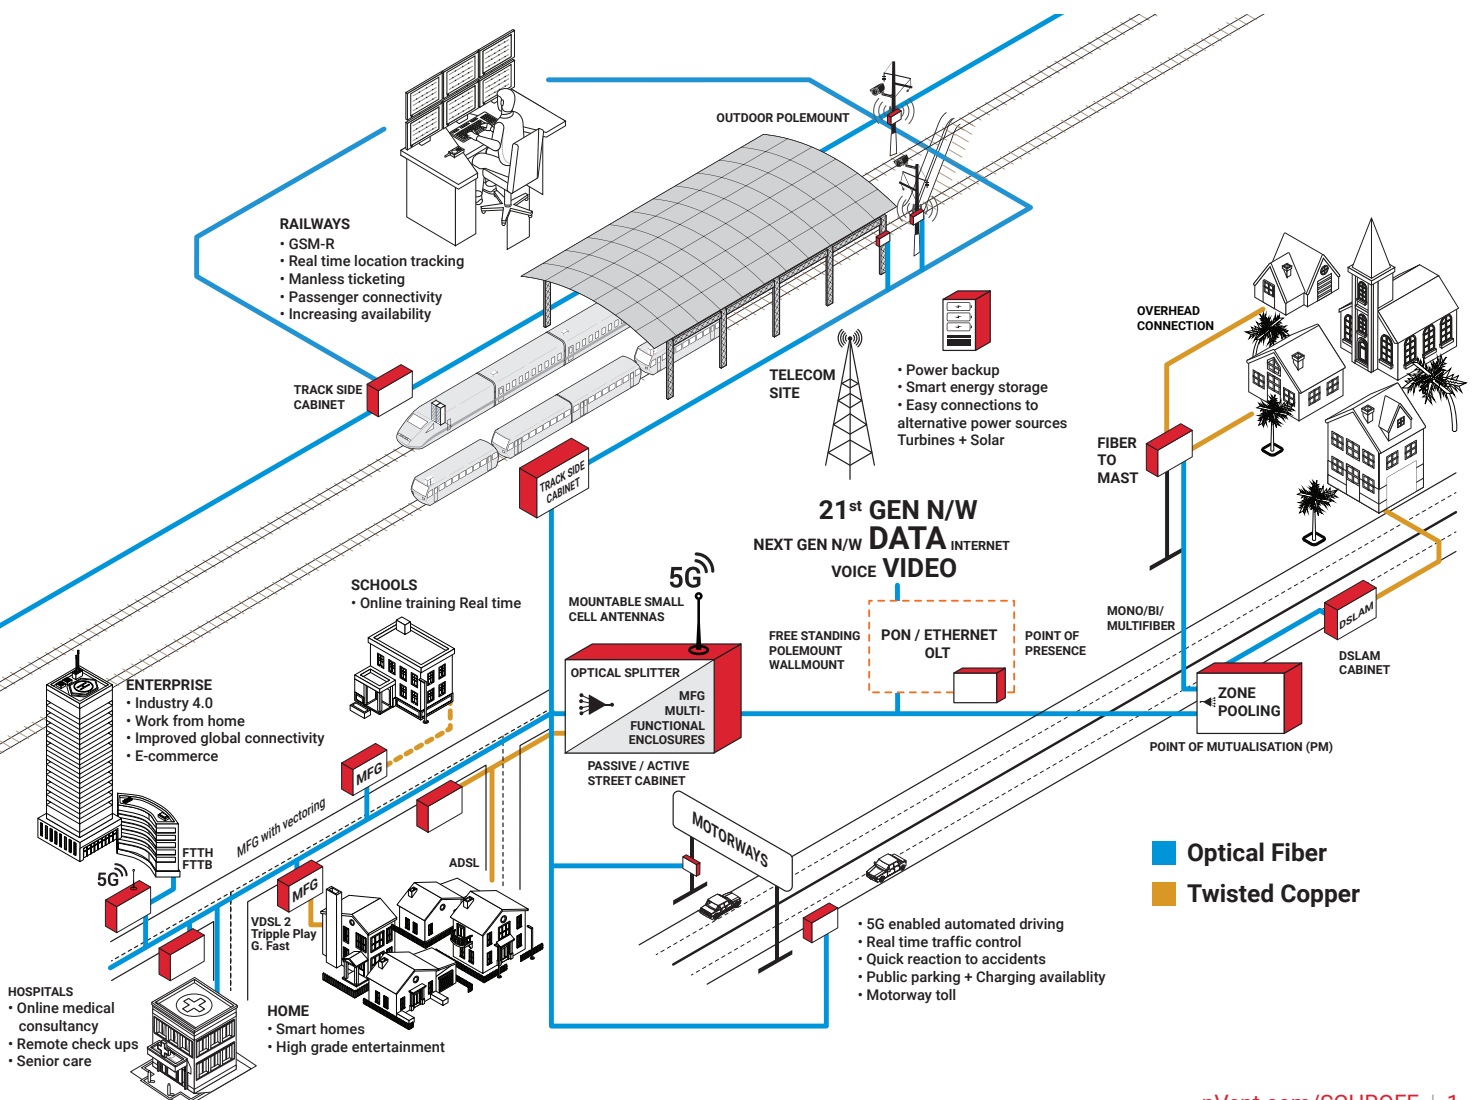 OUTDOOR POLEMOUNT
RAILWAYS
• GSM-R
• Real time location tracking
• Manless ticketing
• Passenger connectivity
• Increasing availability
TRACK SIDE
CABINET
TRACK SIDE
CABINET
TELECOM
SITE
• Power backup
• Smart energy storage
• Easy connections to
alternative power sources
Turbines + Solar
OVERHEAD
CONNECTION
FIBER
TO
MAST
21st GEN N/W
NEXT GEN N/W DATA INTERNET
VOICE VIDEO
SCHOOLS
• Online training Real time
5G
MOUNTABLE SMALL
CELL ANTENNAS
FREE STANDING
POLEMOUNT
WALLMOUNT
PON / ETHERNET
OLT
POINT OF
PRESENCE
MONO/BI/
MULTIFIBER
DSLAM
DSLAM
CABINET
OPTICAL SPLITTER
MFG
MULTI-
FUNCTIONAL
ENCLOSURES
PASSIVE / ACTIVE
STREET CABINET
ZONE
POOLING
POINT OF MUTUALISATION (PM)
ENTERPRISE
• Industry 4.0
• Work from home
• Improved global connectivity
• E-commerce
MFG
MFG with vectoring
FTTH
FTTB
5G
ADSL
MFG
VDSL 2
Tripple Play
G. Fast
MOTORWAYS
Optical Fiber
Twisted Copper
• 5G enabled automated driving
• Real time traffic control
• Quick reaction to accidents
• Public parking + Charging availablity
• Motorway toll
HOSPITALS
• Online medical
consultancy
• Remote check ups
• Senior care
HOME
• Smart homes
• High grade entertainment
nVent.com/SCHROFF | 1